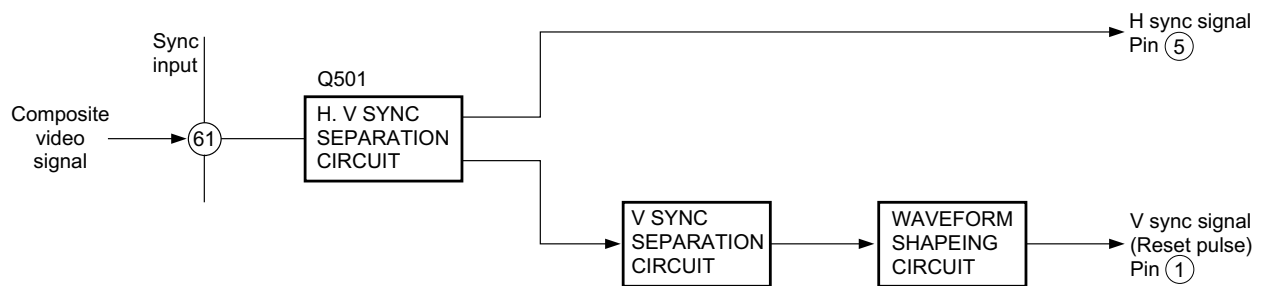 Sync
input
Composite
video
signal
61
Q501
H. V SYNC
SEPARATION
CIRCUIT
H sync signal
Pin 5
V SYNC
SEPARATION
CIRCUIT
WAVEFORM
SHAPEING
CIRCUIT
V sync signal
(Reset pulse)
Pin 1